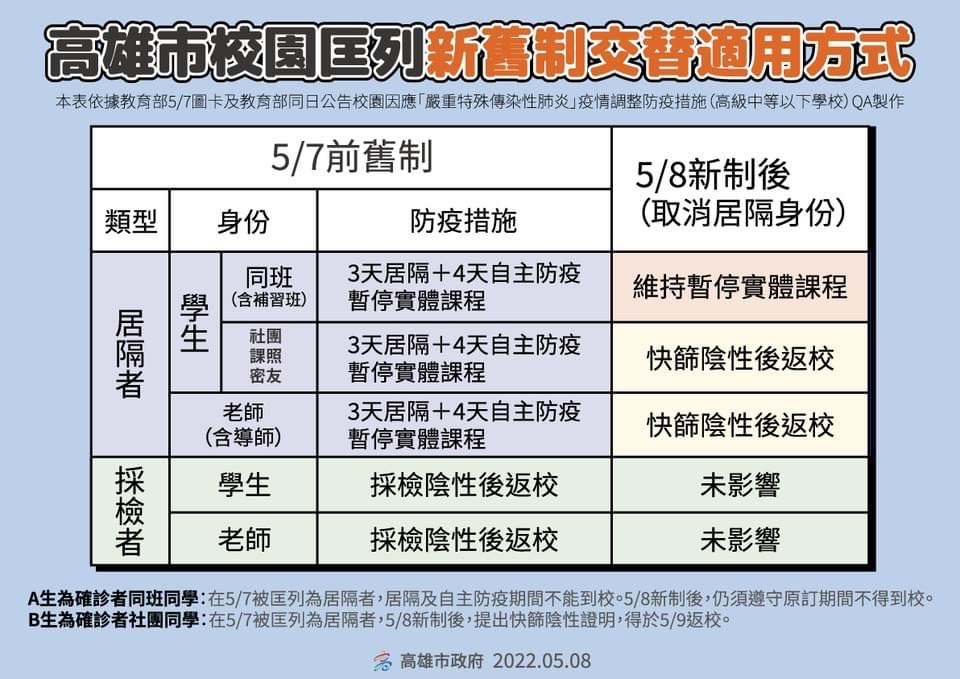 高雄市校園匡列新舊制交替適用方式
本表依據教育部5/7圖卡及教育部同日公告校園因應「嚴重特殊傳染性肺炎」疫情調整防疫措施(高級中等以下學校)QA製作
5/7前舊制
5/8新制後
(取消居隔身份)
類型
身份
防疫措施
居隔者
學生
同班
(含補習班)
3天居隔+4天自主防疫
暫停實體課程
維持暫停實體課程
社團
課照
密友
3天居隔+4天自主防疫
暫停實體課程
快篩陰性後返校
老師
(含導師)
3天居隔+4天自主防疫
暫停實體課程
快篩陰性後返校
採檢者
學生
採檢陰性後返校
未影響
老師
採檢陰性後返校
未影響
A生為確診者同班同學:在5/7被匡列為居隔者,居隔及自主防疫期間不能到校。5/8新制後,仍須遵守原訂期間不得到校。
B生為確診者社團同學:在5/7被匡列為居隔者,5/8新制後,提出快篩陰性證明,得於5/9返校。
高雄市政府 2022.05.08